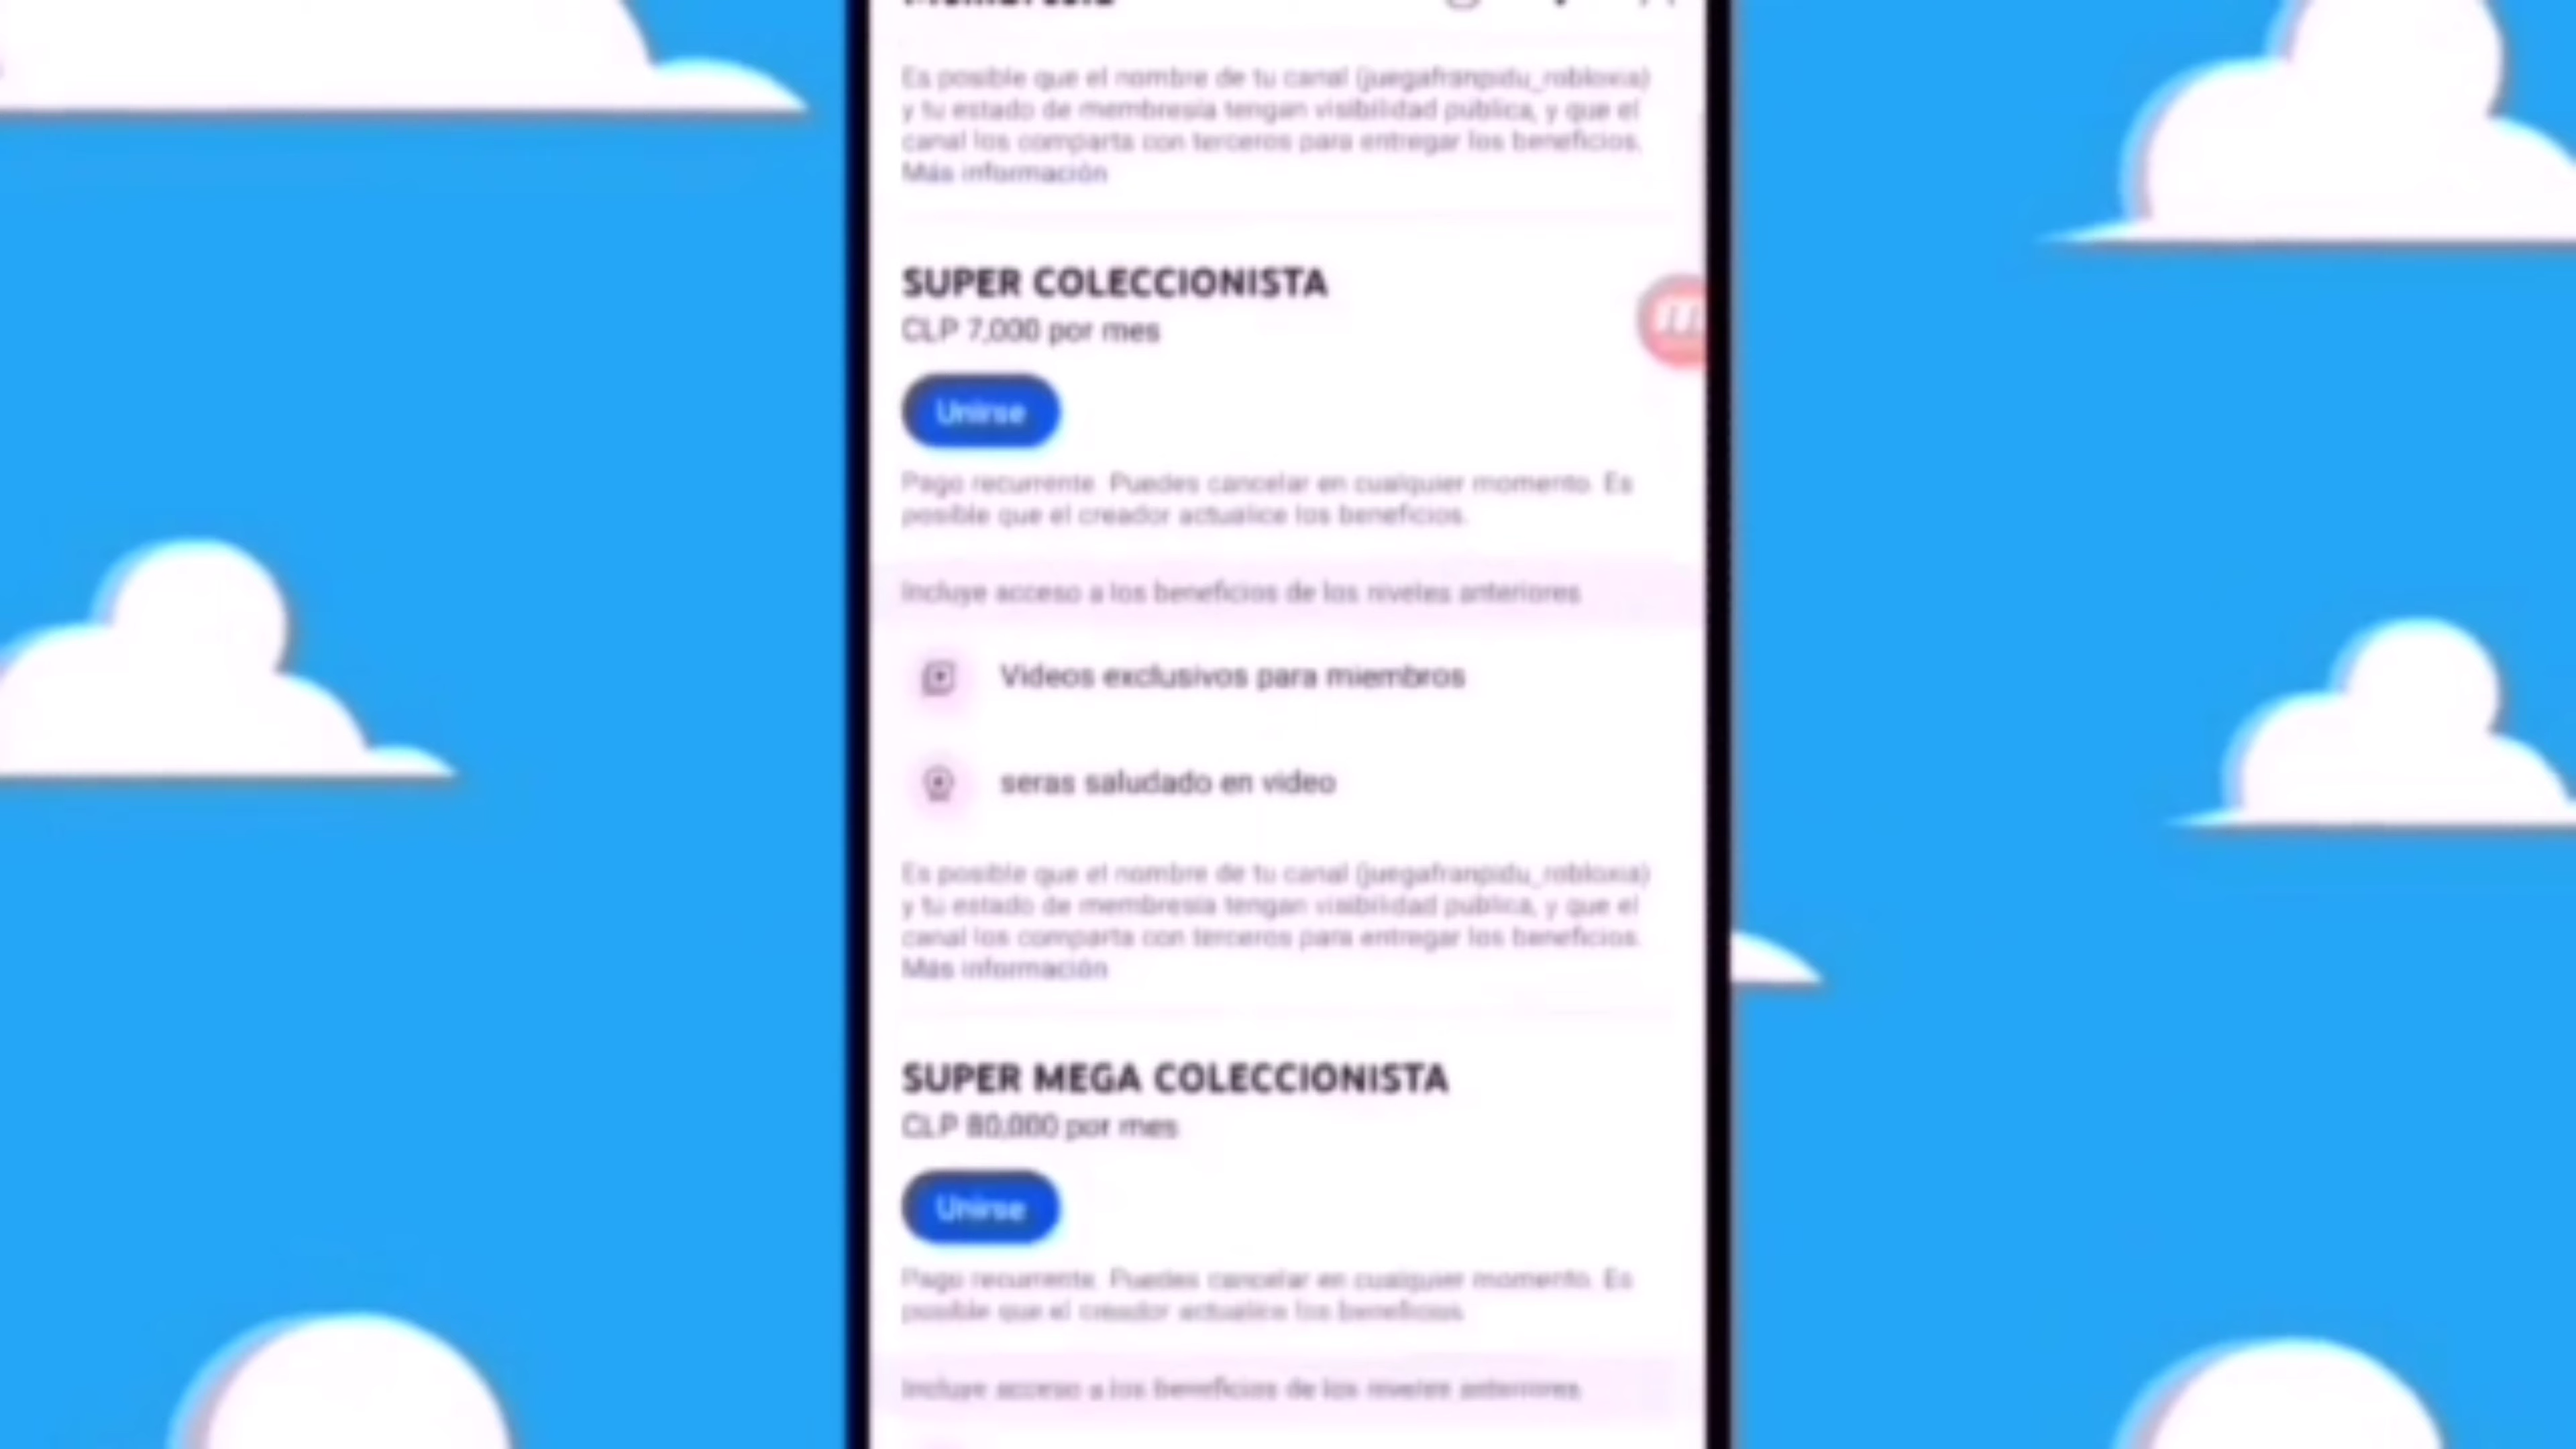 Es posible que el nombre de tu canal (juegafranpidu_robloxia)
y tu estado de membresía tengan visibilidad pública, y que el
canal los comparta con terceros para entregar los beneficios.
Más información
SUPER COLECCIONISTA
CLP 7,000 por mes
Unirse
Pago recurrente. Puedes cancelar en cualquier momento. Es
posible que el creador actualice los beneficios.
Incluye acceso a los beneficios de los niveles anteriores
Videos exclusivos para miembros
seras saludado en video
Es posible que el nombre de tu canal (juegafranpidu_robloxia)
y tu estado de membresía tengan visibilidad pública, y que el
canal los comparta con terceros para entregar los beneficios.
Más información
SUPER MEGA COLECCIONISTA
CLP 80,000 por mes
Unirse
Pago recurrente. Puedes cancelar en cualquier momento. Es
posible que el creador actualice los beneficios.
Incluye acceso a los beneficios de los niveles anteriores